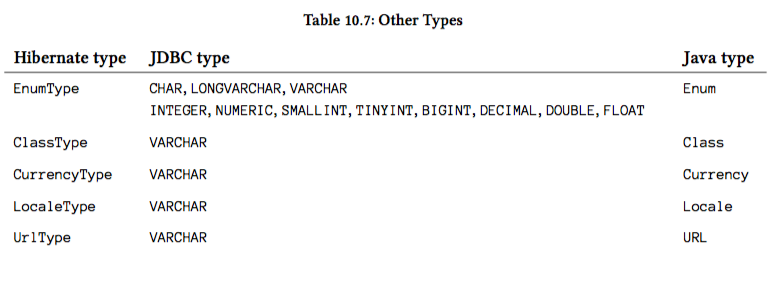 Table 10.7: Other Types
Hibernate type JDBC type Java type
EnumType CHAR, LONGVARCHAR, VARCHAR Enum
INTEGER, NUMERIC, SMALLINT, TINYINT, BIGINT, DECIMAL, DOUBLE, FLOAT
ClassType VARCHAR Class
CurrencyType VARCHAR Currency
LocaleType VARCHAR Locale
UrlType VARCHAR URL